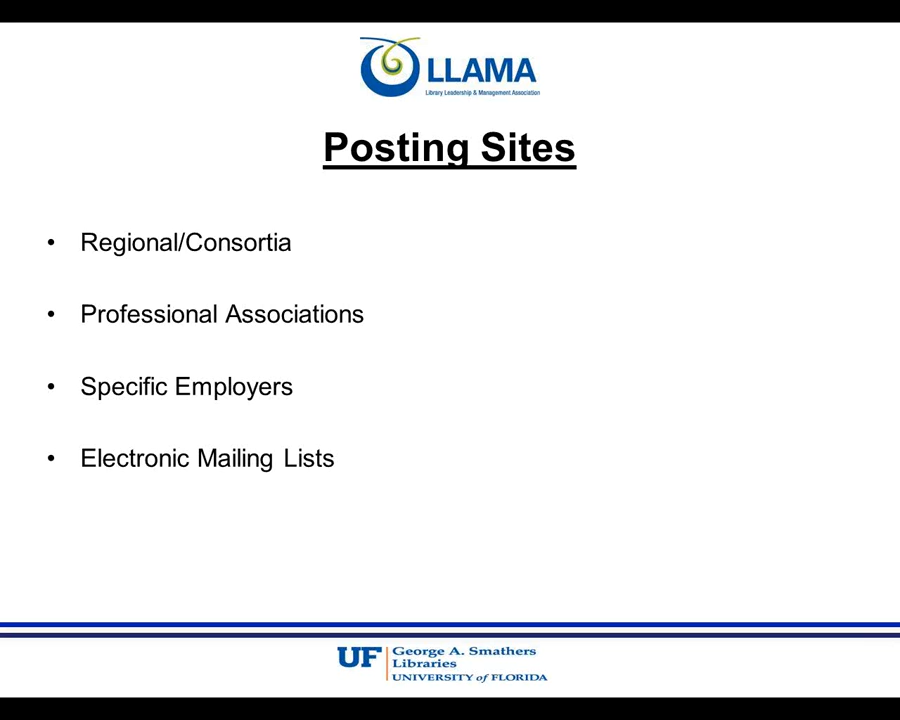 LLAMA
Library Leadership & Management Association
Posting Sites
• Regional/Consortia
• Professional Associations
• Specific Employers
• Electronic Mailing Lists
UF
George A. Smathers
Libraries
UNIVERSITY of FLORIDA